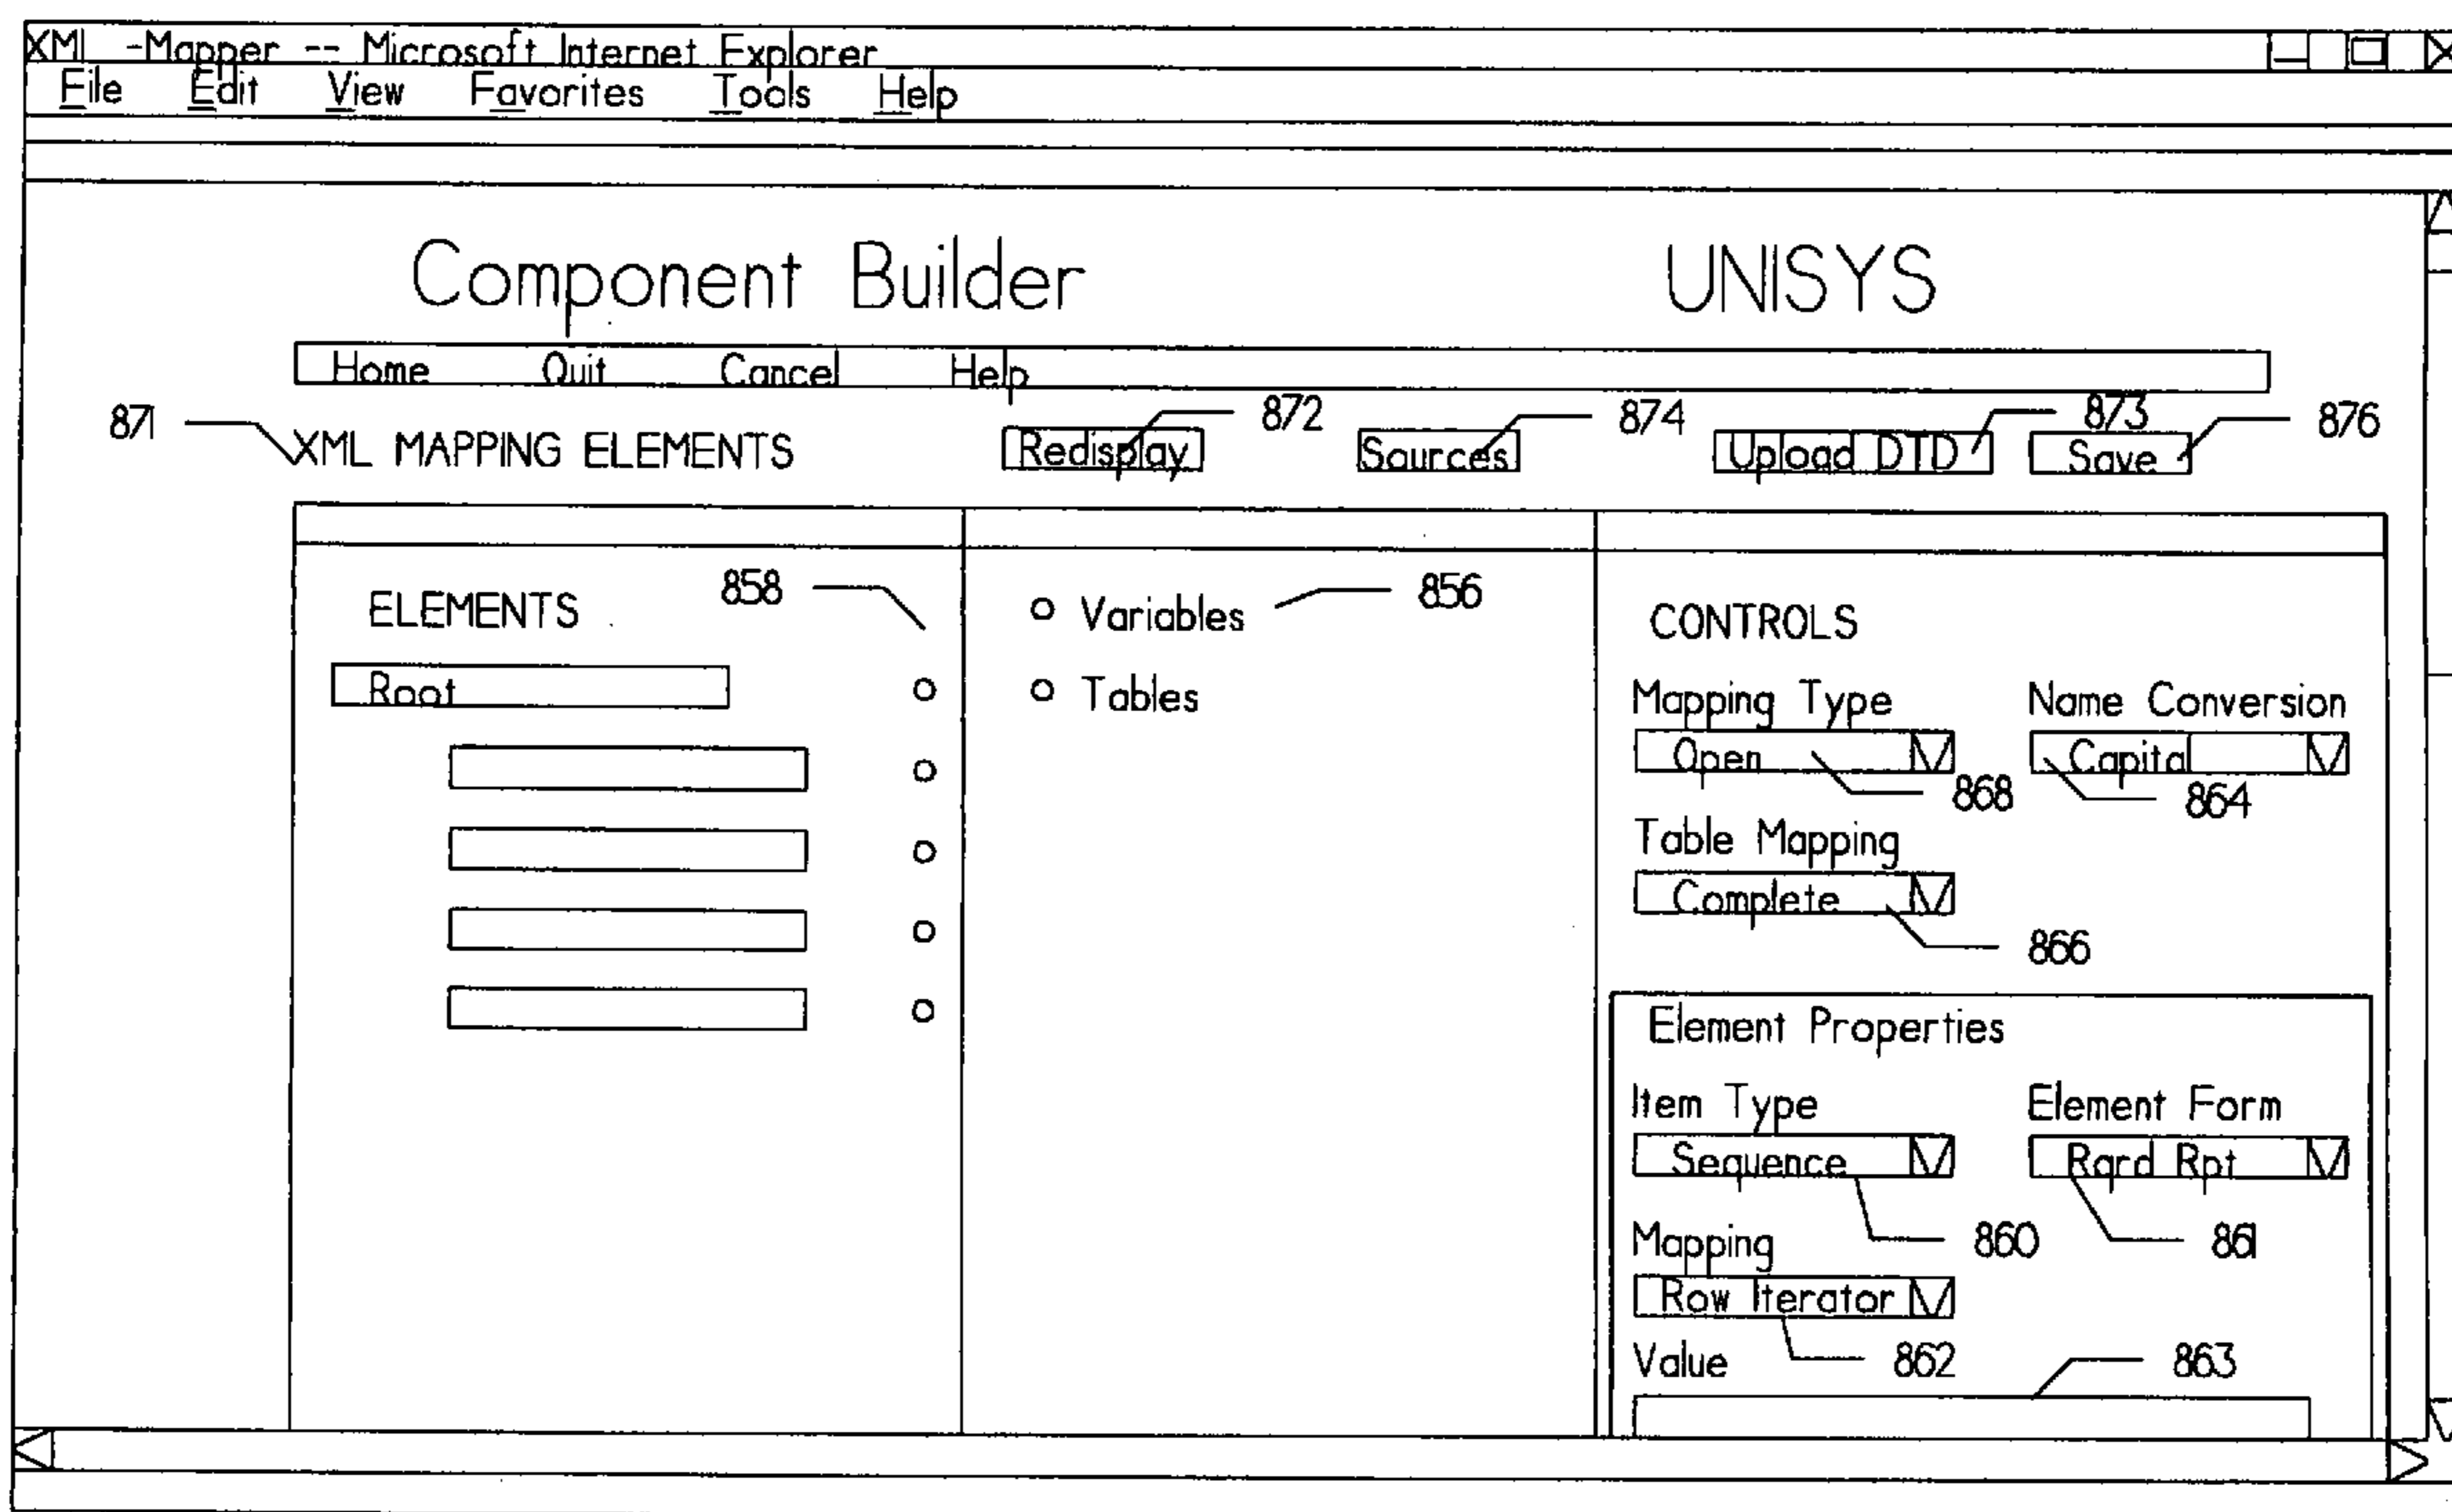 XML -Mapper -- Microsoft Internet Explorer
File Edit View Favorites Tools Help
Component Builder UNISYS
Home Quit Cancel Help
871 872 874 873 876
XML MAPPING ELEMENTS Redisplay Sources Upload DTD Save
ELEMENTS 858 Variables 856 CONTROLS
Root Tables Mapping Type Name Conversion
Open Capital
868 864
Table Mapping
Complete
866
Element Properties
Item Type Element Form
Sequence Rqrd Rpt
860 861
Mapping
Row Iterator
Value 862 863